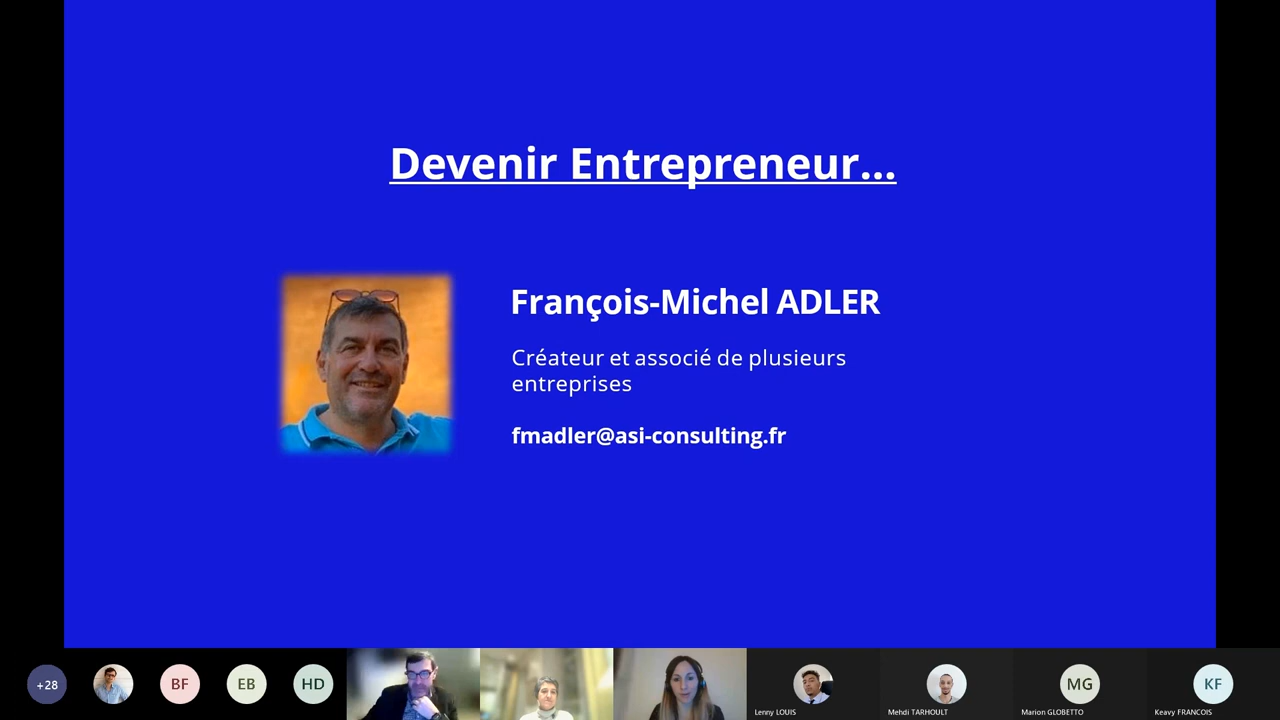 Devenir Entrepreneur...
François-Michel ADLER
Créateur et associé de plusieurs
entreprises
fmadler@asi-consulting.fr
+28
BF
EB
HD
Lenny LOUIS
Mehdi TARHOULT
MG
Marion GLOBETTO
KF
Keavy FRANCOIS